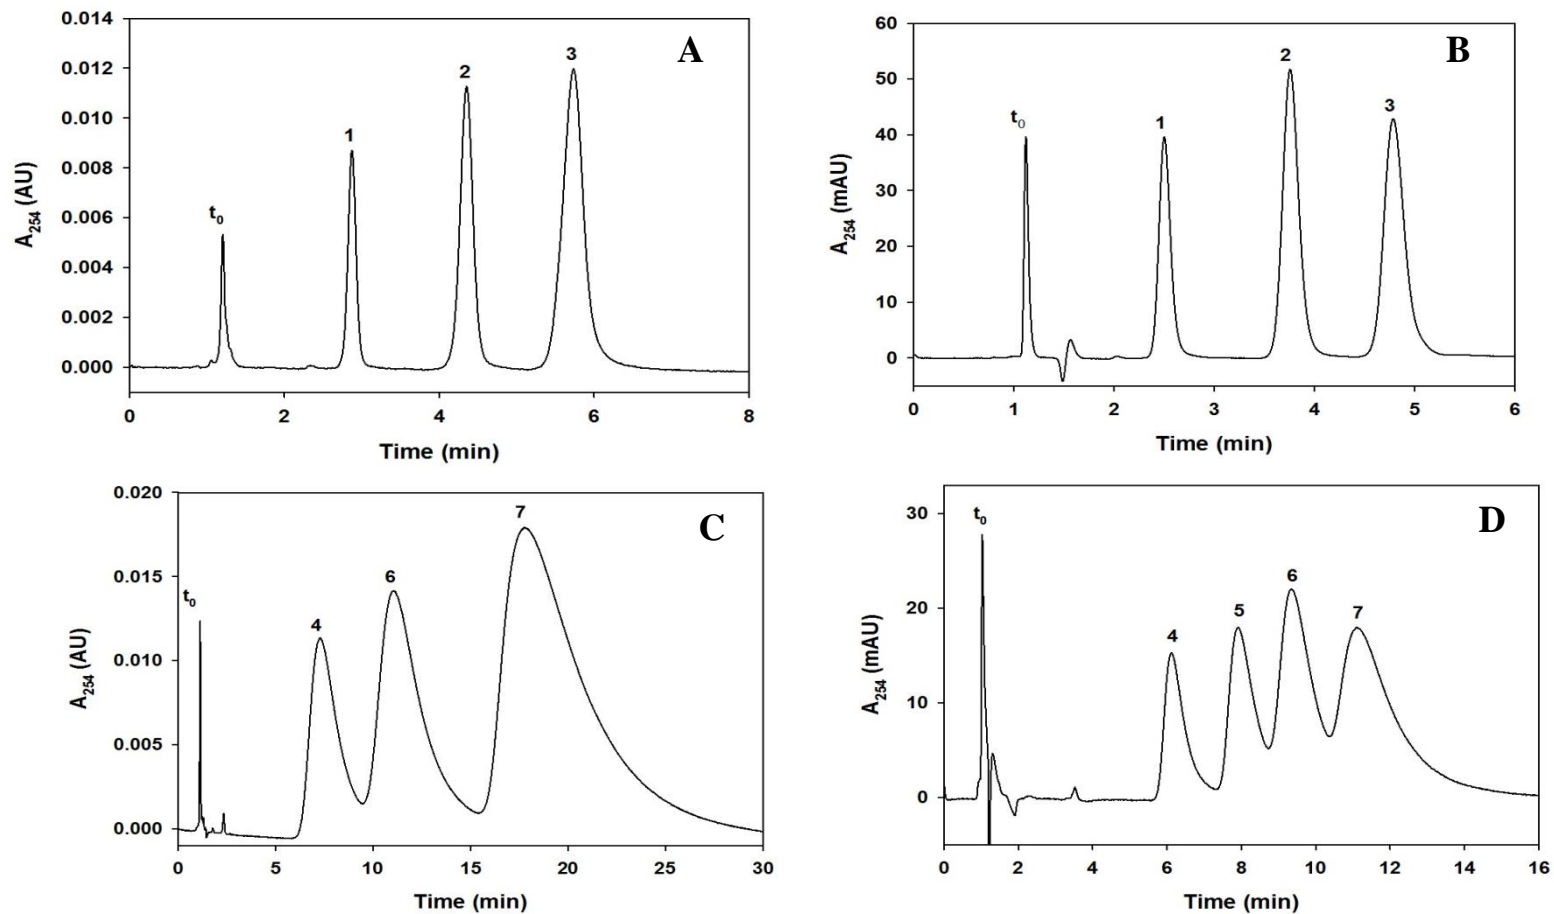 A
0.014
0.012
0.010
0.008
0.006
0.004
0.002
0.000
A254 (AU)
t0
1
2
3
0 2 4 6 8
Time (min)
B
60
50
40
30
20
10
0
A254 (mAU)
t0
1
2
3
0 1 2 3 4 5 6
Time (min)
C
0.020
0.015
0.010
0.005
0.000
A254 (AU)
t0
4
6
7
0 5 10 15 20 25 30
Time (min)
D
30
20
10
0
A254 (mAU)
t0
4
5
6
7
0 2 4 6 8 10 12 14 16
Time (min)